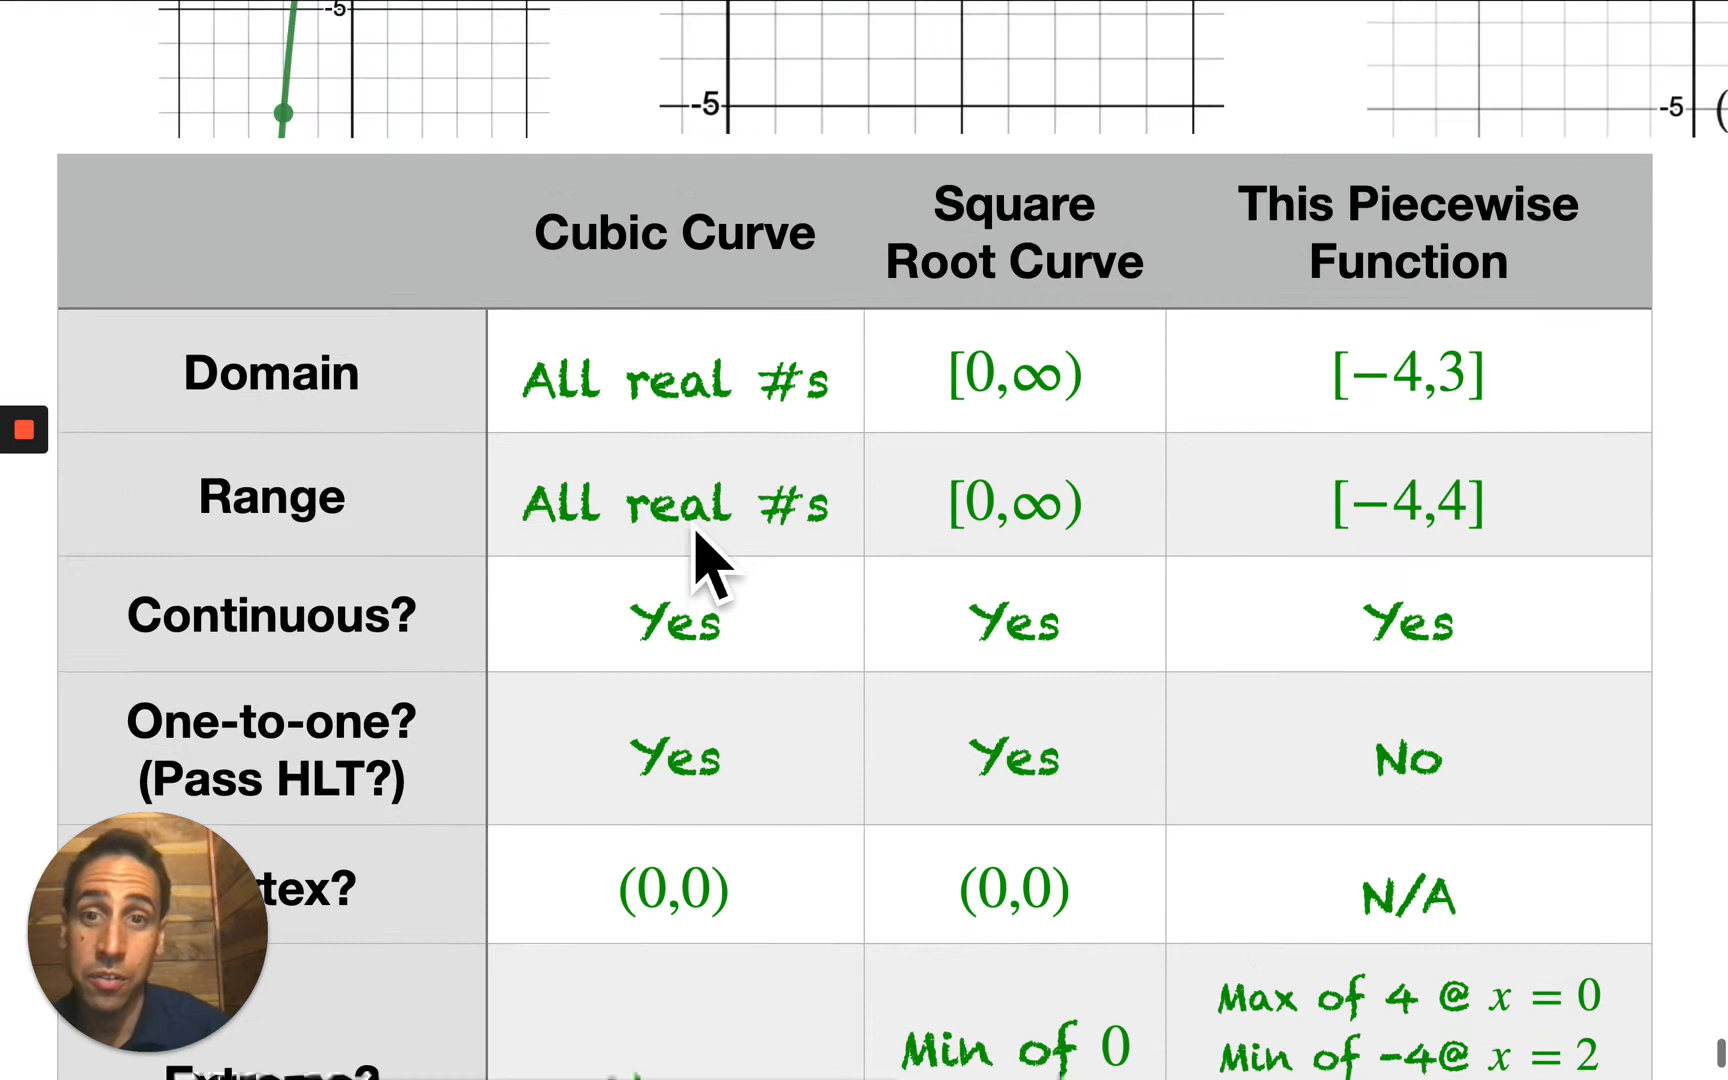 -5
-5
-5 (
Cubic Curve
Square
Root Curve
This Piecewise
Function
Domain
All real #s
[0,∞)
[−4,3]
Range
All real #s
[0,∞)
[−4,4]
Continuous?
Yes
Yes
Yes
One-to-one?
(Pass HLT?)
Yes
Yes
No
tex?
(0,0)
(0,0)
N/A
Min of 0
Max of 4 @ x = 0
Min of -4@ x = 2